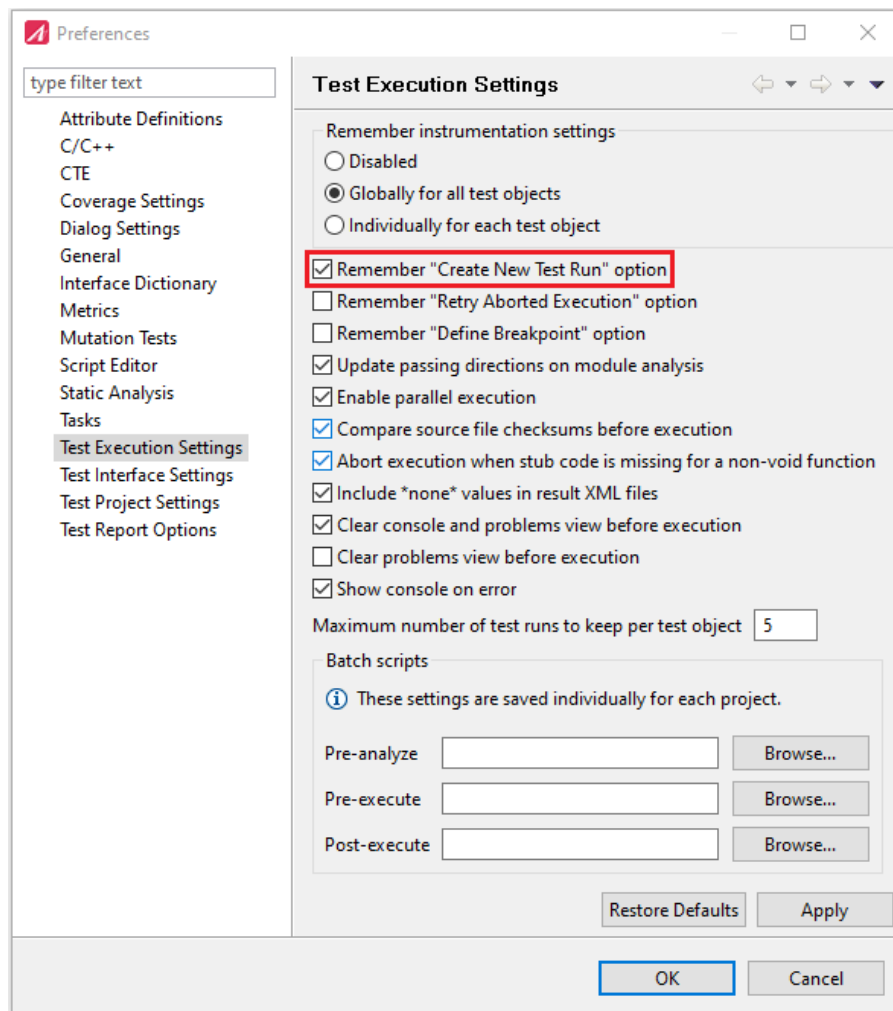 Preferences
type filter text
Attribute Definitions
C/C++
CTE
Coverage Settings
Dialog Settings
General
Interface Dictionary
Metrics
Mutation Tests
Script Editor
Static Analysis
Tasks
Test Execution Settings
Test Interface Settings
Test Project Settings
Test Report Options
Test Execution Settings
Remember instrumentation settings
Disabled
Globally for all test objects
Individually for each test object
Remember "Create New Test Run" option
Remember "Retry Aborted Execution" option
Remember "Define Breakpoint" option
Update passing directions on module analysis
Enable parallel execution
Compare source file checksums before execution
Abort execution when stub code is missing for a non-void function
Include *none* values in result XML files
Clear console and problems view before execution
Clear problems view before execution
Show console on error
Maximum number of test runs to keep per test object 5
Batch scripts
These settings are saved individually for each project.
Pre-analyze Browse...
Pre-execute Browse...
Post-execute Browse...
Restore Defaults Apply
OK Cancel